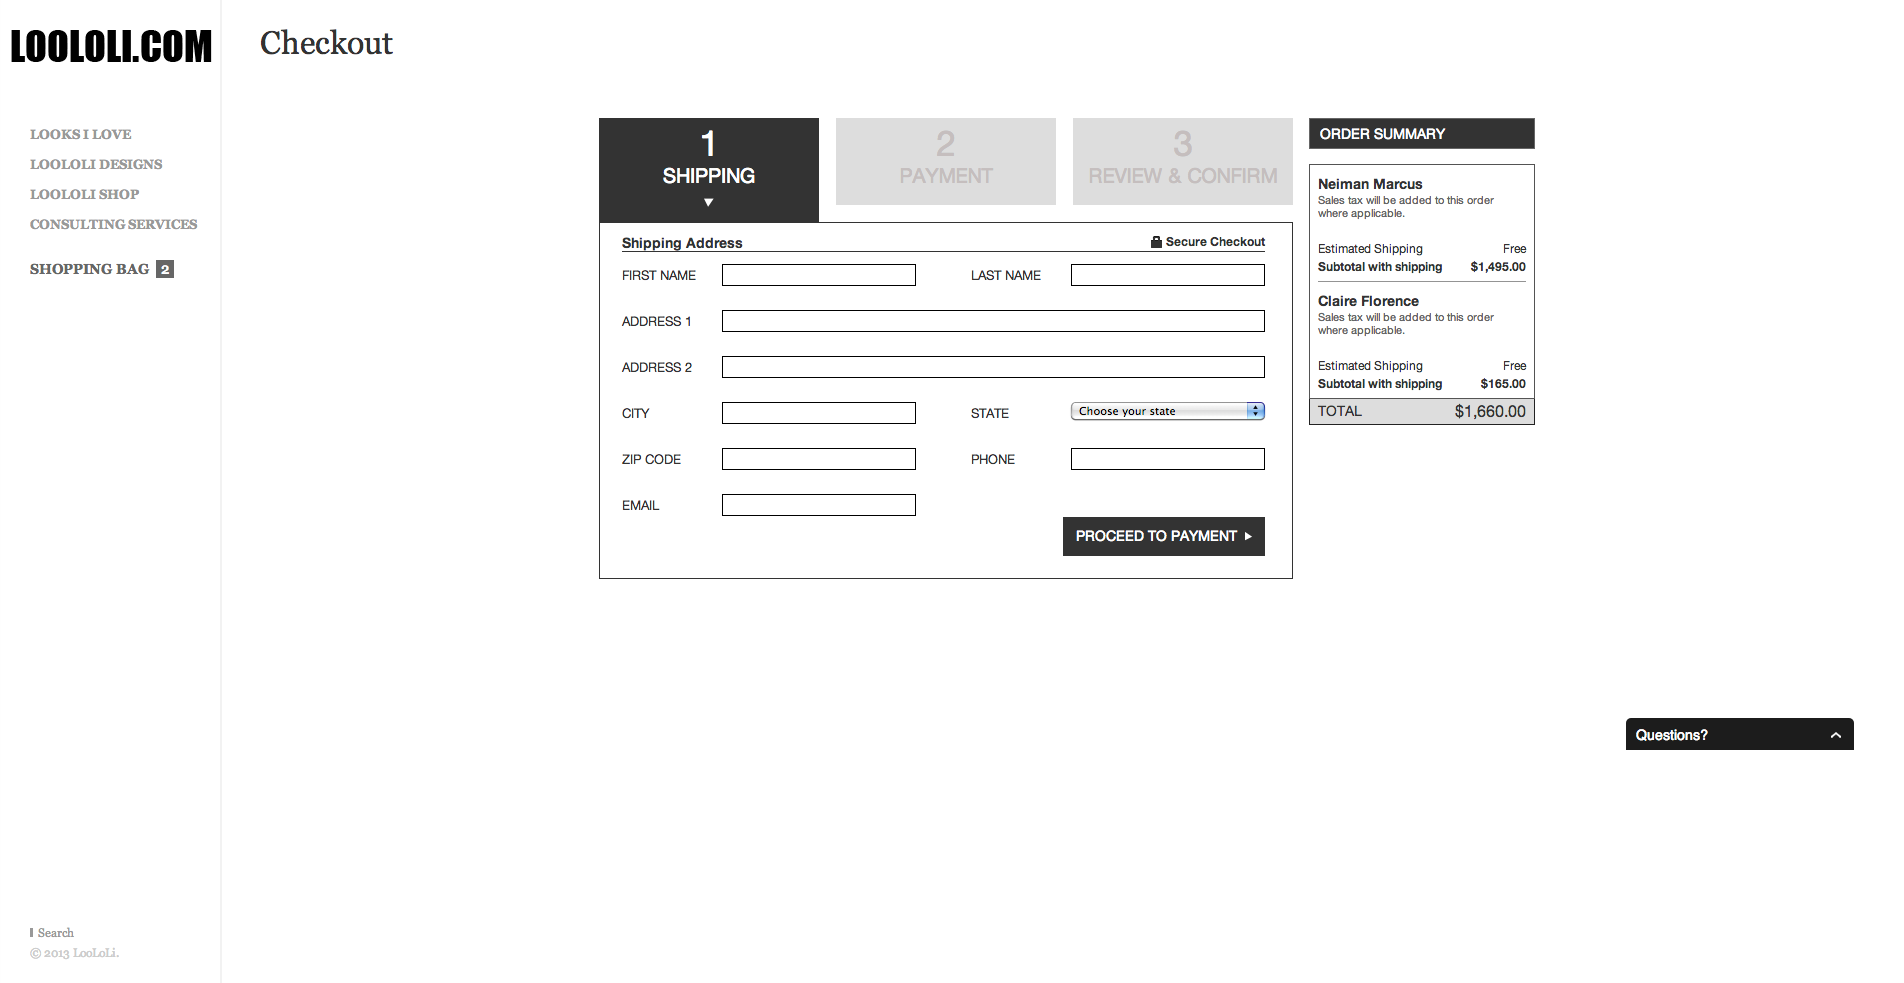 LOOLOLI.COM
Checkout
LOOKS I LOVE
LOOLOLI DESIGNS
LOOLOLI SHOP
CONSULTING SERVICES
SHOPPING BAG 2
1
SHIPPING
2
PAYMENT
3
REVIEW & CONFIRM
Shipping Address
Secure Checkout
FIRST NAME
LAST NAME
ADDRESS 1
ADDRESS 2
CITY
STATE
Choose your state
ZIP CODE
PHONE
EMAIL
PROCEED TO PAYMENT
ORDER SUMMARY
Neiman Marcus
Sales tax will be added to this order
where applicable.
Estimated Shipping Free
Subtotal with shipping $1,495.00
Claire Florence
Sales tax will be added to this order
where applicable.
Estimated Shipping Free
Subtotal with shipping $165.00
TOTAL $1,660.00
Questions?
Search
© 2013 LooLoLi.